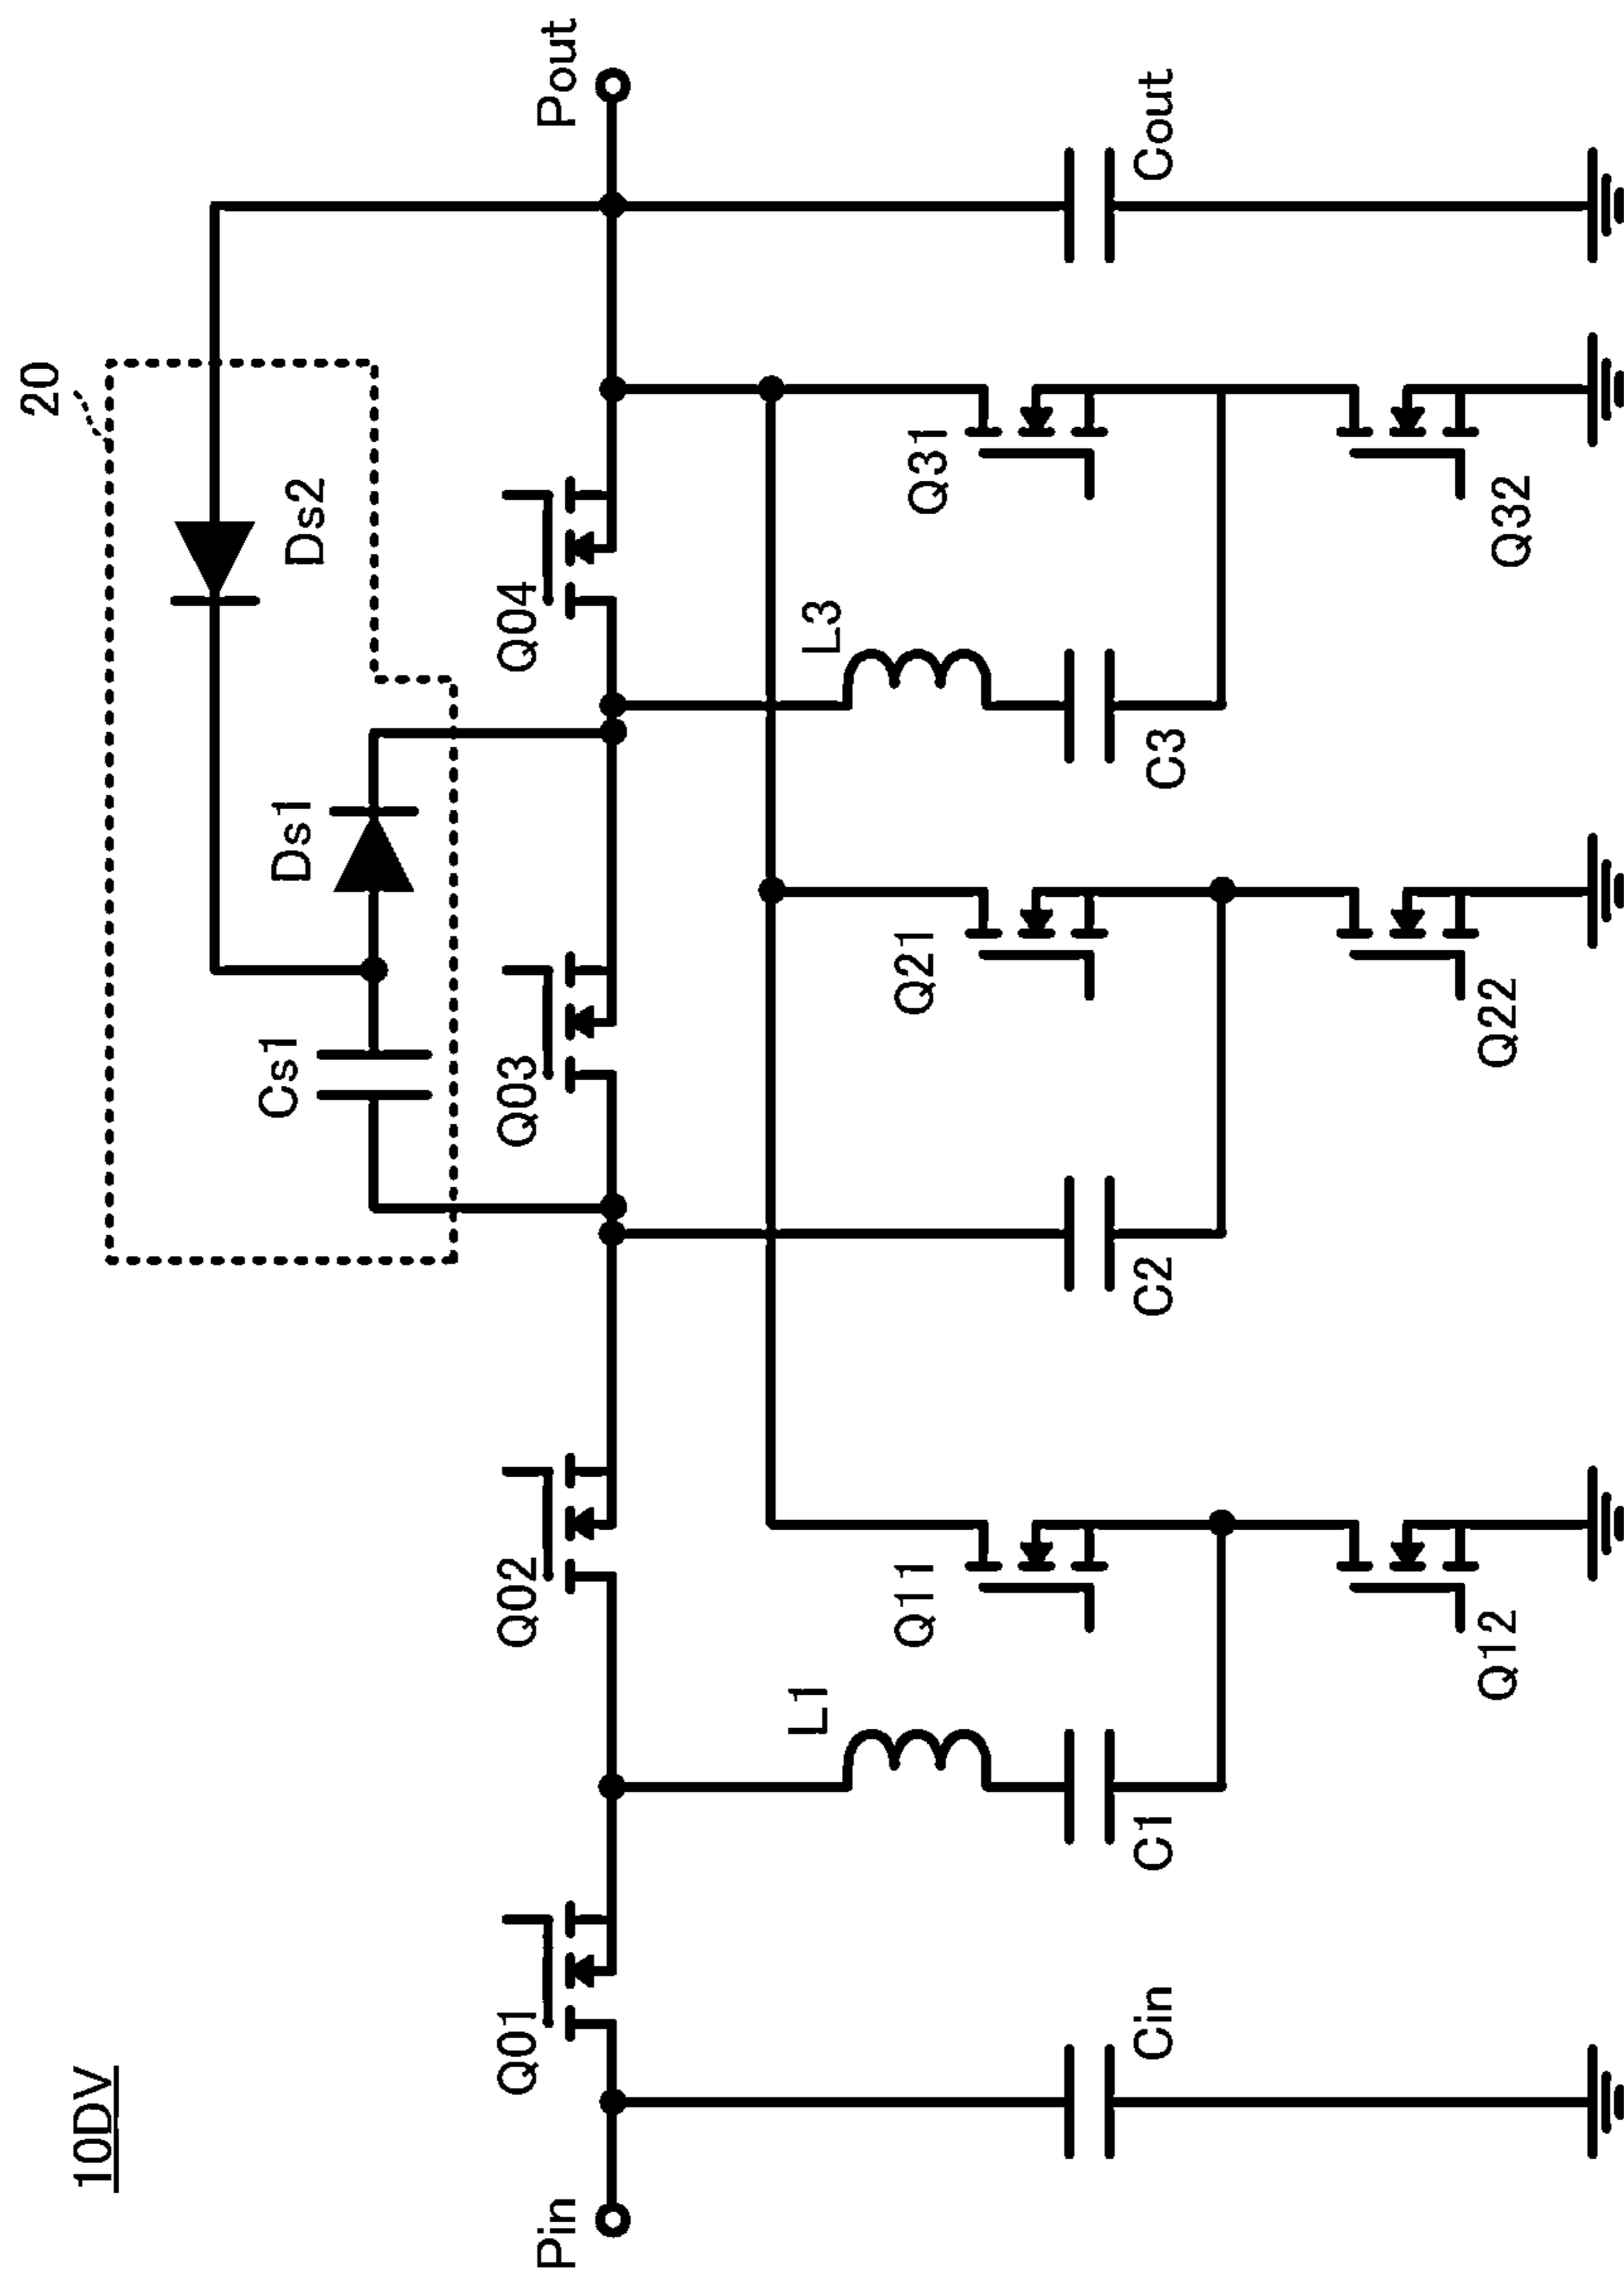 10DV
20
Ds2
Ds1
Cs1
Pin
Q01
Q02
Q03
Q04
Pout
L1
L3
Q11
Q21
Q31
Cin
C1
C2
C3
Cout
Q12
Q22
Q32